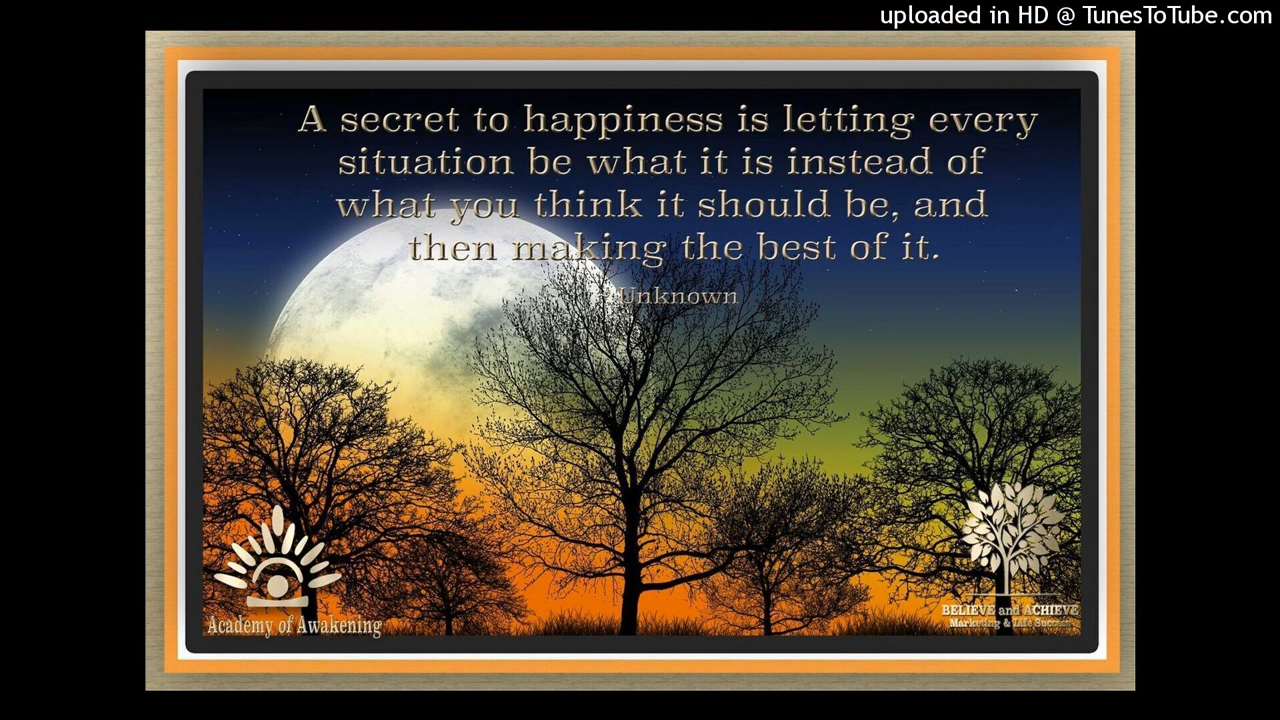 uploaded in HD @ TunesToTube.com
A secret to happiness is letting every
situation be what it is instead of
what you think it should be, and
then making the best of it.
-Unknown
Academy of Awakening
BELIEVE and ACHIEVE
Marketing & Life Success